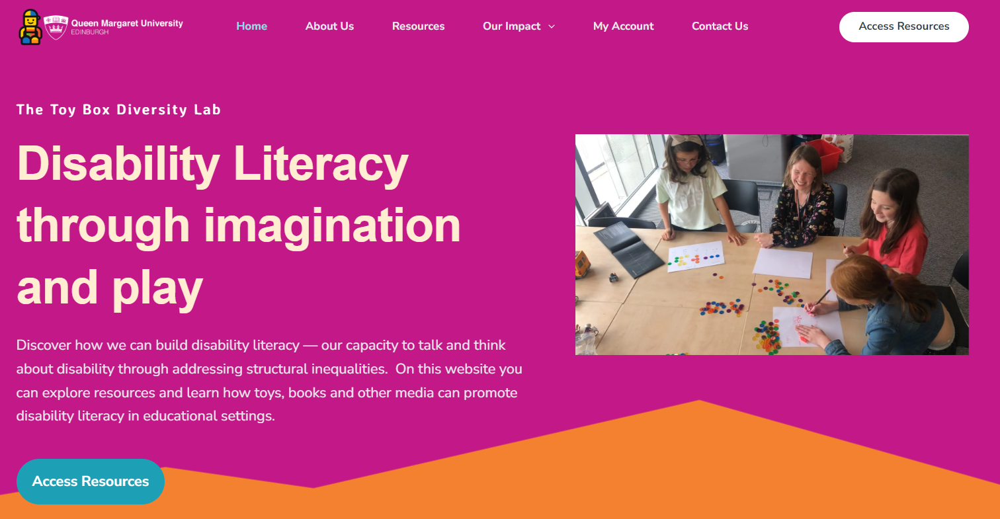 Queen Margaret University
EDINBURGH
Home
About Us
Resources
Our Impact
My Account
Contact Us
Access Resources
The Toy Box Diversity Lab
Disability Literacy
through imagination
and play
Discover how we can build disability literacy — our capacity to talk and think
about disability through addressing structural inequalities.  On this website you
can explore resources and learn how toys, books and other media can promote
disability literacy in educational settings.
Access Resources